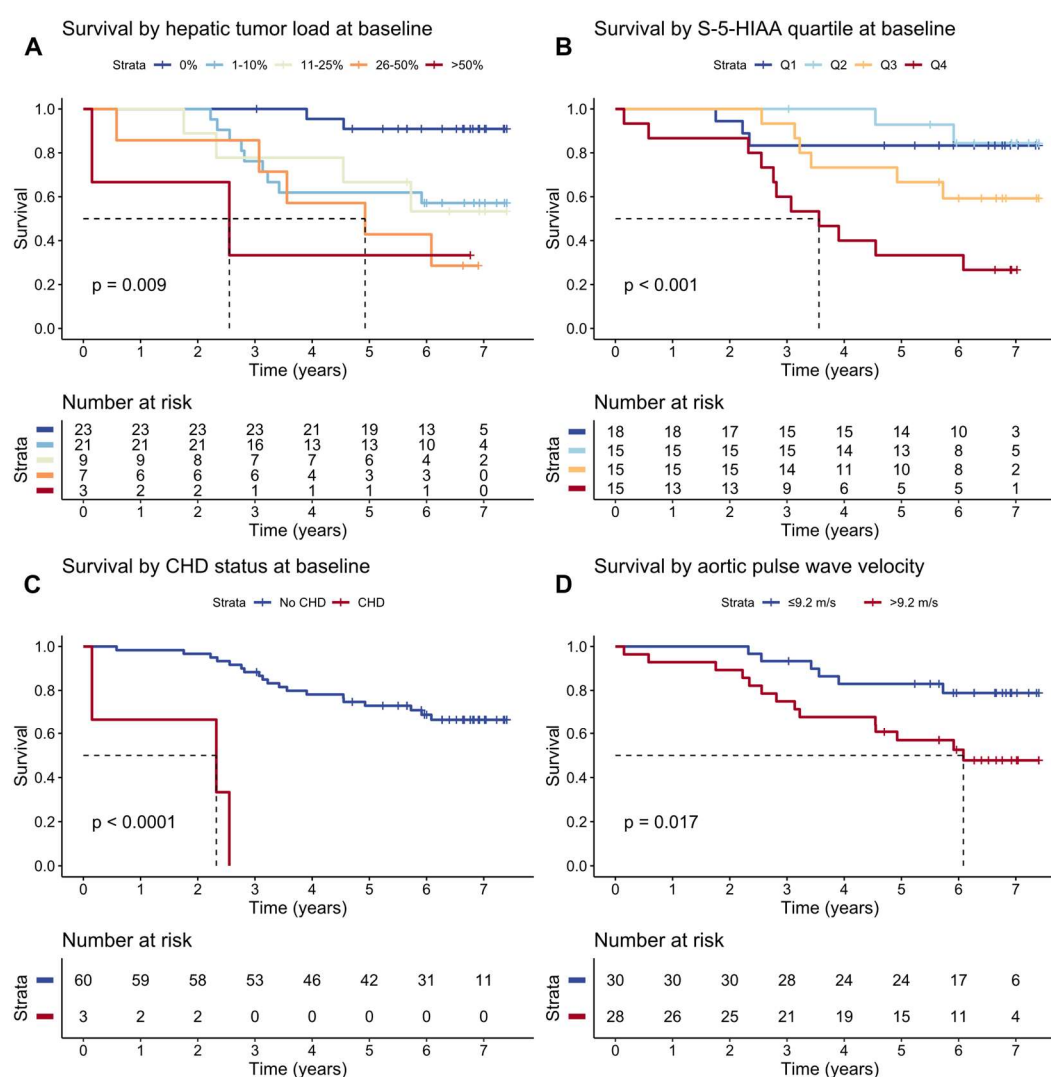 A
Survival by hepatic tumor load at baseline
Strata 0% 1-10% 11-25% 26-50% >50%
Survival
1.0
0.8
0.6
0.4
0.2
0.0
p = 0.009
0 1 2 3 4 5 6 7
Time (years)
Number at risk
Strata
23 23 23 23 21 19 13 5
21 21 21 16 13 13 10 4
9 9 8 7 7 6 4 2
7 6 6 6 4 3 3 0
3 2 2 1 1 1 1 0
0 1 2 3 4 5 6 7
Time (years)
B
Survival by S-5-HIAA quartile at baseline
Strata Q1 Q2 Q3 Q4
Survival
1.0
0.8
0.6
0.4
0.2
0.0
p < 0.001
0 1 2 3 4 5 6 7
Time (years)
Number at risk
Strata
18 18 17 15 15 14 10 3
15 15 15 15 14 13 8 5
15 15 15 14 11 10 8 2
15 13 13 9 6 5 5 1
0 1 2 3 4 5 6 7
Time (years)
C
Survival by CHD status at baseline
Strata No CHD CHD
Survival
1.0
0.8
0.6
0.4
0.2
0.0
p < 0.0001
0 1 2 3 4 5 6 7
Time (years)
Number at risk
Strata
60 59 58 53 46 42 31 11
3 2 2 0 0 0 0 0
0 1 2 3 4 5 6 7
Time (years)
D
Survival by aortic pulse wave velocity
Strata ≤9.2 m/s >9.2 m/s
Survival
1.0
0.8
0.6
0.4
0.2
0.0
p = 0.017
0 1 2 3 4 5 6 7
Time (years)
Number at risk
Strata
30 30 30 28 24 24 17 6
28 26 25 21 19 15 11 4
0 1 2 3 4 5 6 7
Time (years)